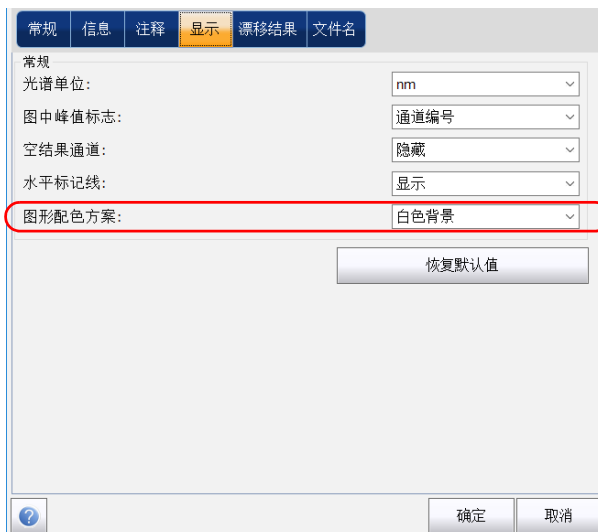 常规 信息 注释 显示 漂移结果 文件名
常规
光谱单位: nm
图中峰值标志: 通道编号
空结果通道: 隐藏
水平标记线: 显示
图形配色方案: 白色背景
恢复默认值
? 确定 取消